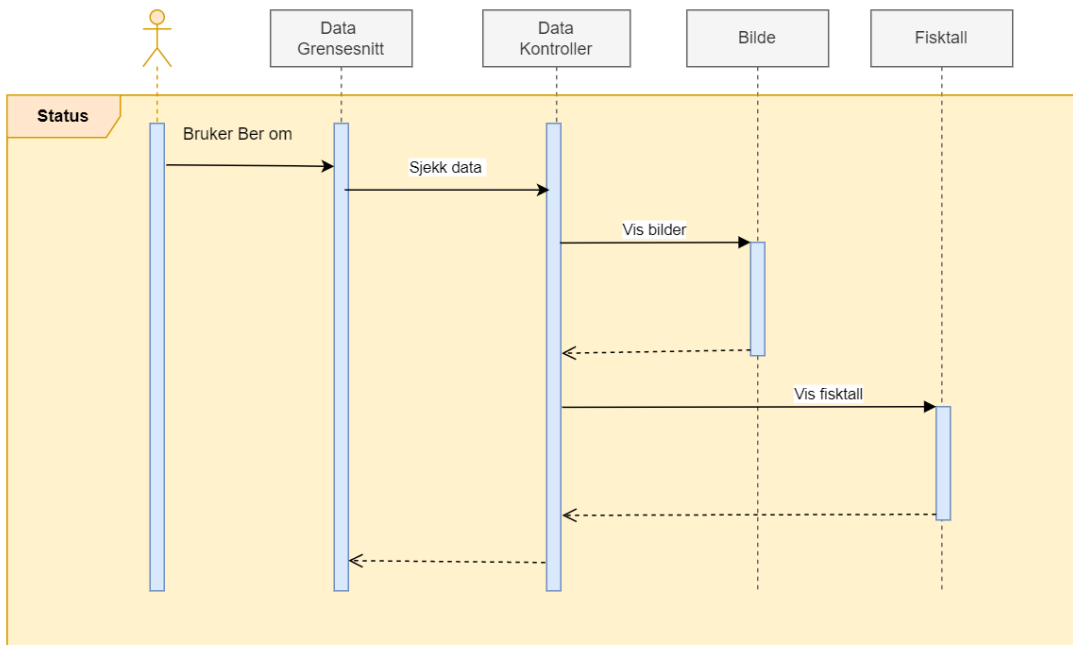 Data
Grensesnitt
Data
Kontroller
Bilde
Fisktall
Status
Bruker Ber om
Sjekk data
Vis bilder
Vis fisktall